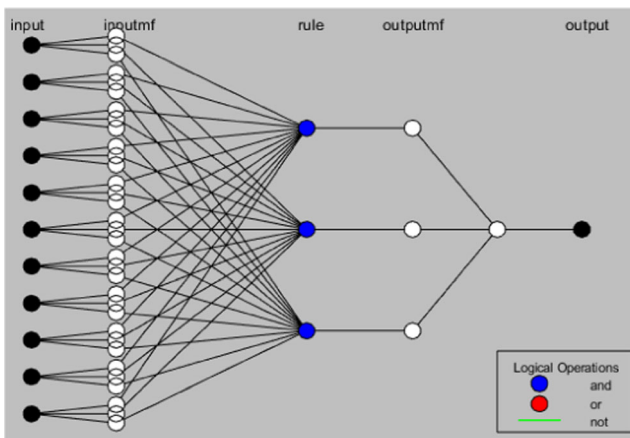 input inputmf rule outputmf output
Logical Operations
and
or
not